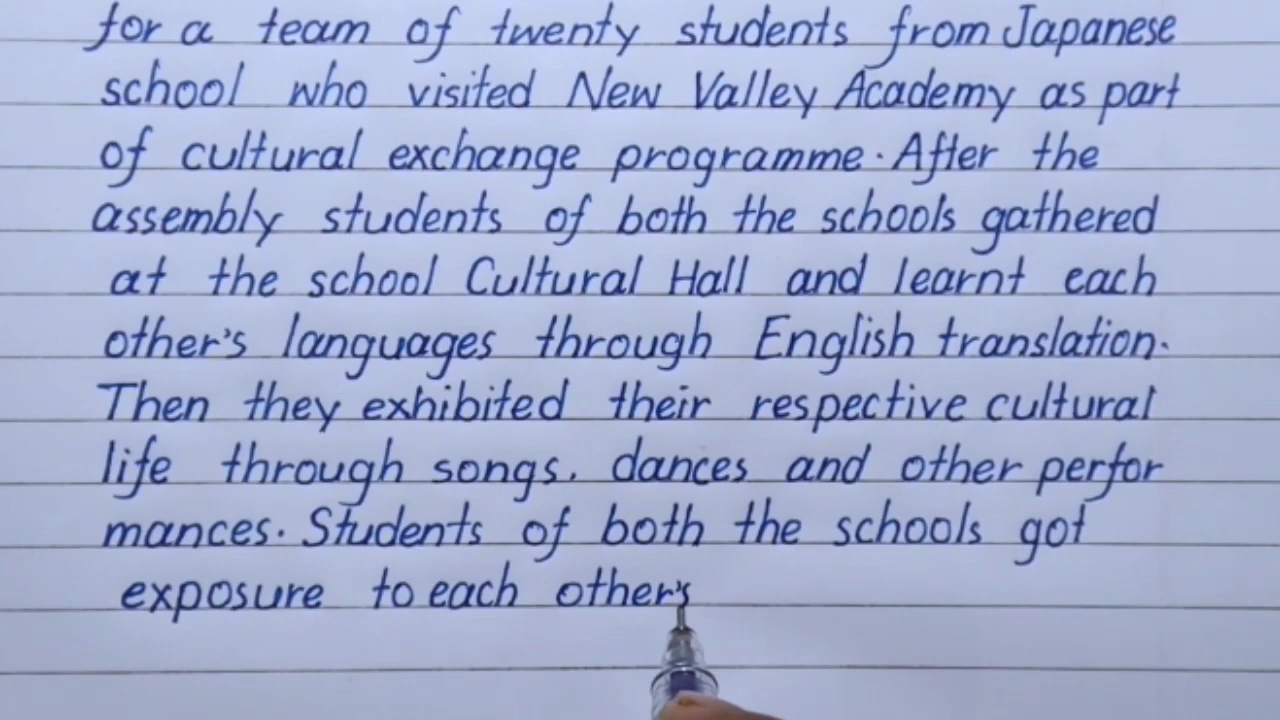 for a team of twenty students from Japanese
school who visited New Valley Academy as part
of cultural exchange programme. After the
assembly students of both the schools gathered
at the school Cultural Hall and learnt each
other's languages through English translation.
Then they exhibited their respective cultural
life through songs, dances and other perfor
mances. Students of both the schools got
exposure to each other's